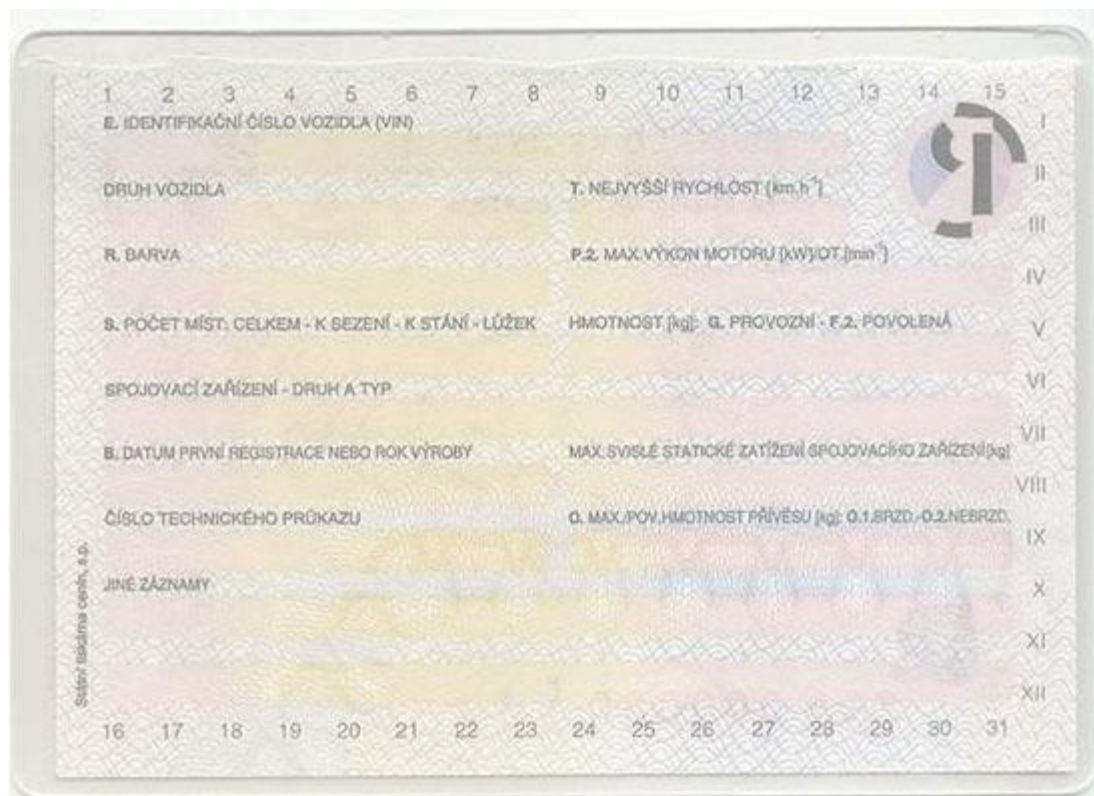 1 2 3 4 5 6 7 8 9 10 11 12 13 14 15
E. IDENTIFIKAČNÍ ČÍSLO VOZIDLA (VIN)
I
II
DRUH VOZIDLA
T. NEJVYŠŠÍ RYCHLOST [km.h⁻¹]
III
R. BARVA
P.2. MAX.VÝKON MOTORU [kW]/OT.[min⁻¹]
IV
S. POČET MÍST: CELKEM - K SEZENÍ - K STÁNÍ - LŮŽEK
HMOTNOST [kg]: G. PROVOZNÍ - F.2. POVOLENÁ
V
VI
SPOJOVACÍ ZAŘÍZENÍ - DRUH A TYP
VII
B. DATUM PRVNÍ REGISTRACE NEBO ROK VÝROBY
MAX. SVISLÉ STATICKÉ ZATÍŽENÍ SPOJOVACÍHO ZAŘÍZENÍ [kg]
VIII
ČÍSLO TECHNICKÉHO PRŮKAZU
O. MAX./POV.HMOTNOST PŘÍVĚSU [kg]: O.1.BRZD.-O.2.NEBRZD.
IX
JINÉ ZÁZNAMY
X
XI
XII
Státní tiskárna cenin, s.p.
16 17 18 19 20 21 22 23 24 25 26 27 28 29 30 31